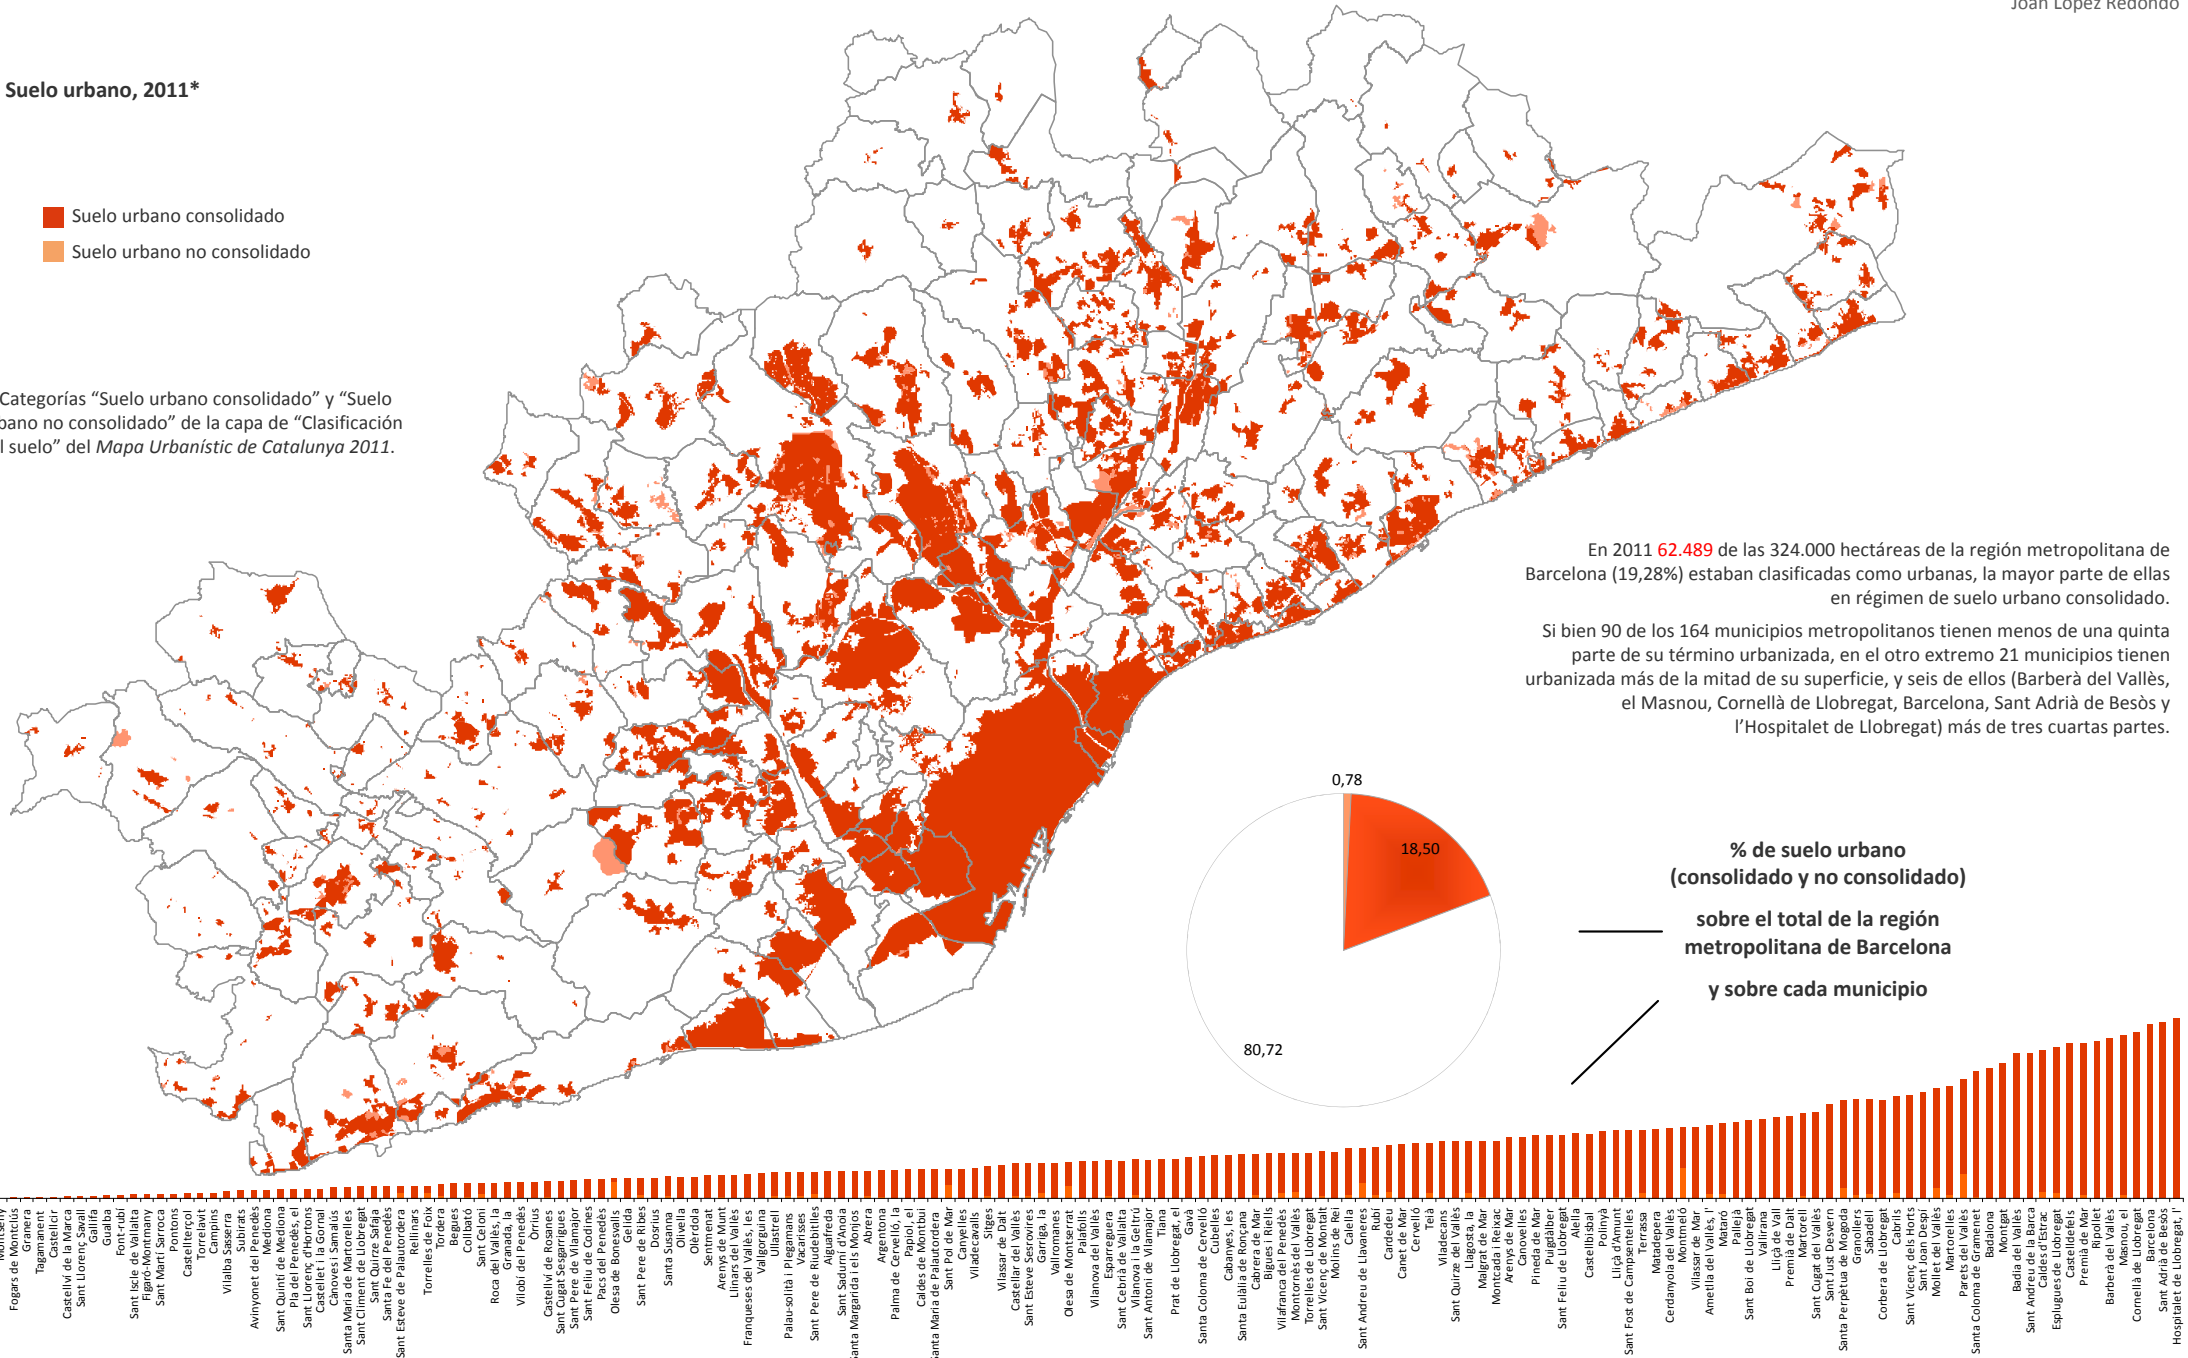 Joan López Redondo
Suelo urbano, 2011*
Suelo urbano consolidado
Suelo urbano no consolidado
Categorías “Suelo urbano consolidado” y “Suelo
bano no consolidado” de la capa de “Clasificación
l suelo” del Mapa Urbanístic de Catalunya 2011.
En 2011 62.489 de las 324.000 hectáreas de la región metropolitana de
Barcelona (19,28%) estaban clasificadas como urbanas, la mayor parte de ellas
en régimen de suelo urbano consolidado.
Si bien 90 de los 164 municipios metropolitanos tienen menos de una quinta
parte de su término urbanizada, en el otro extremo 21 municipios tienen
urbanizada más de la mitad de su superficie, y seis de ellos (Barberà del Vallès,
el Masnou, Cornellà de Llobregat, Barcelona, Sant Adrià de Besòs y
l’Hospitalet de Llobregat) más de tres cuartas partes.
0,78
18,50
80,72
% de suelo urbano
(consolidado y no consolidado)
sobre el total de la región
metropolitana de Barcelona
y sobre cada municipio
Montseny
Fogars de Montclús
Granera
Tagamanent
Castellcir
Castellví de la Marca
Sant Llorenç Savall
Gallifa
Gualba
Font-rubí
Sant Iscle de Vallalta
Figaró-Montmany
Sant Martí Sarroca
Pontons
Castellterçol
Torrelavit
Campins
Vilalba Sasserra
Subirats
Avinyonet del Penedès
Mediona
Sant Quintí de Mediona
Pla del Penedès, el
Sant Llorenç d'Hortons
Castellet i la Gornal
Cànoves i Samalús
Santa Maria de Martorelles
Sant Climent de Llobregat
Sant Quirze Safaja
Santa Fe del Penedès
Sant Esteve de Palautordera
Rellinars
Torrelles de Foix
Tordera
Begues
Collbató
Sant Celoni
Roca del Vallès, la
Granada, la
Vilobí del Penedès
Òrrius
Castellví de Rosanes
Sant Cugat Sesgarrigues
Sant Pere de Vilamajor
Sant Feliu de Codines
Pacs del Penedès
Olesa de Bonesvalls
Gelida
Sant Pere de Ribes
Dosrius
Santa Susanna
Olivella
Olèrdola
Sentmenat
Arenys de Munt
Llinars del Vallès
Franqueses del Vallès, les
Vallgorguina
Ullastrell
Palau-solità i Plegamans
Vacarisses
Sant Pere de Riudebitlles
Aiguafreda
Sant Sadurní d'Anoia
Santa Margarida i els Monjos
Abrera
Argentona
Palma de Cervelló, la
Papiol, el
Caldes de Montbui
Santa Maria de Palautordera
Sant Pol de Mar
Canyelles
Viladecavalls
Sitges
Vilassar de Dalt
Castellar del Vallès
Sant Esteve Sesrovires
Garriga, la
Vallromanes
Olesa de Montserrat
Palafolls
Vilanova del Vallès
Esparreguera
Sant Cebrià de Vallalta
Vilanova i la Geltrú
Sant Antoni de Vilamajor
Tiana
Prat de Llobregat, el
Gavà
Santa Coloma de Cervelló
Cubelles
Cabanyes, les
Santa Eulàlia de Ronçana
Cabrera de Mar
Bigues i Riells
Vilafranca del Penedès
Montornès del Vallès
Torrelles de Llobregat
Sant Vicenç de Montalt
Molins de Rei
Calella
Sant Andreu de Llavaneres
Rubí
Cardedeu
Canet de Mar
Cervelló
Teià
Viladecans
Sant Quirze del Vallès
Llagosta, la
Malgrat de Mar
Montcada i Reixac
Arenys de Mar
Canovelles
Pineda de Mar
Puigdàlber
Sant Feliu de Llobregat
Alella
Castellbisbal
Polinyà
Lliçà d'Amunt
Sant Fost de Campsentelles
Terrassa
Matadepera
Cerdanyola del Vallès
Montmeló
Vilassar de Mar
Ametlla del Vallès, l'
Mataró
Pallejà
Sant Boi de Llobregat
Vallirana
Lliçà de Vall
Premià de Dalt
Martorell
Sant Cugat del Vallès
Sant Just Desvern
Santa Perpètua de Mogoda
Granollers
Sabadell
Corbera de Llobregat
Cabrils
Sant Vicenç dels Horts
Sant Joan Despí
Mollet del Vallès
Martorelles
Parets del Vallès
Santa Coloma de Gramenet
Badalona
Montgat
Badia del Vallès
Sant Andreu de la Barca
Caldes d'Estrac
Esplugues de Llobregat
Castelldefels
Premià de Mar
Ripollet
Barberà del Vallès
Masnou, el
Cornellà de Llobregat
Barcelona
Sant Adrià de Besòs
Hospitalet de Llobregat, l'